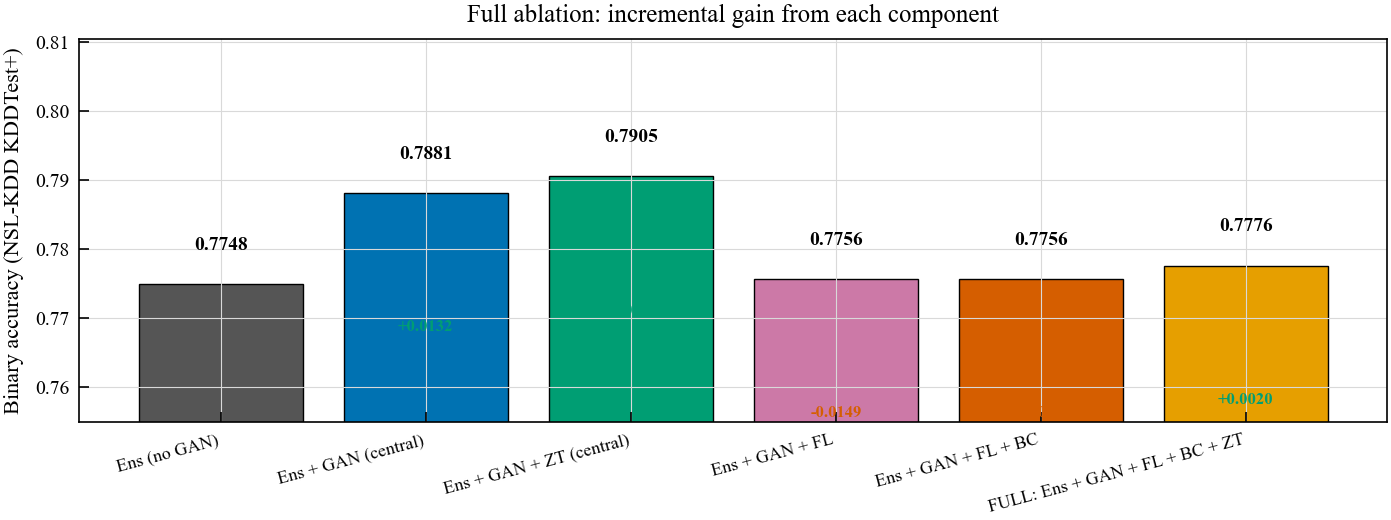 Full ablation: incremental gain from each component
Binary accuracy (NSL-KDD KDDTest+)
0.81
0.80
0.79
0.78
0.77
0.76
0.7748
0.7881
0.7905
0.7756
0.7756
0.7776
+0.0132
-0.0149
+0.0020
Ens (no GAN)
Ens + GAN (central)
Ens + GAN + ZT (central)
Ens + GAN + FL
Ens + GAN + FL + BC
FULL: Ens + GAN + FL + BC + ZT